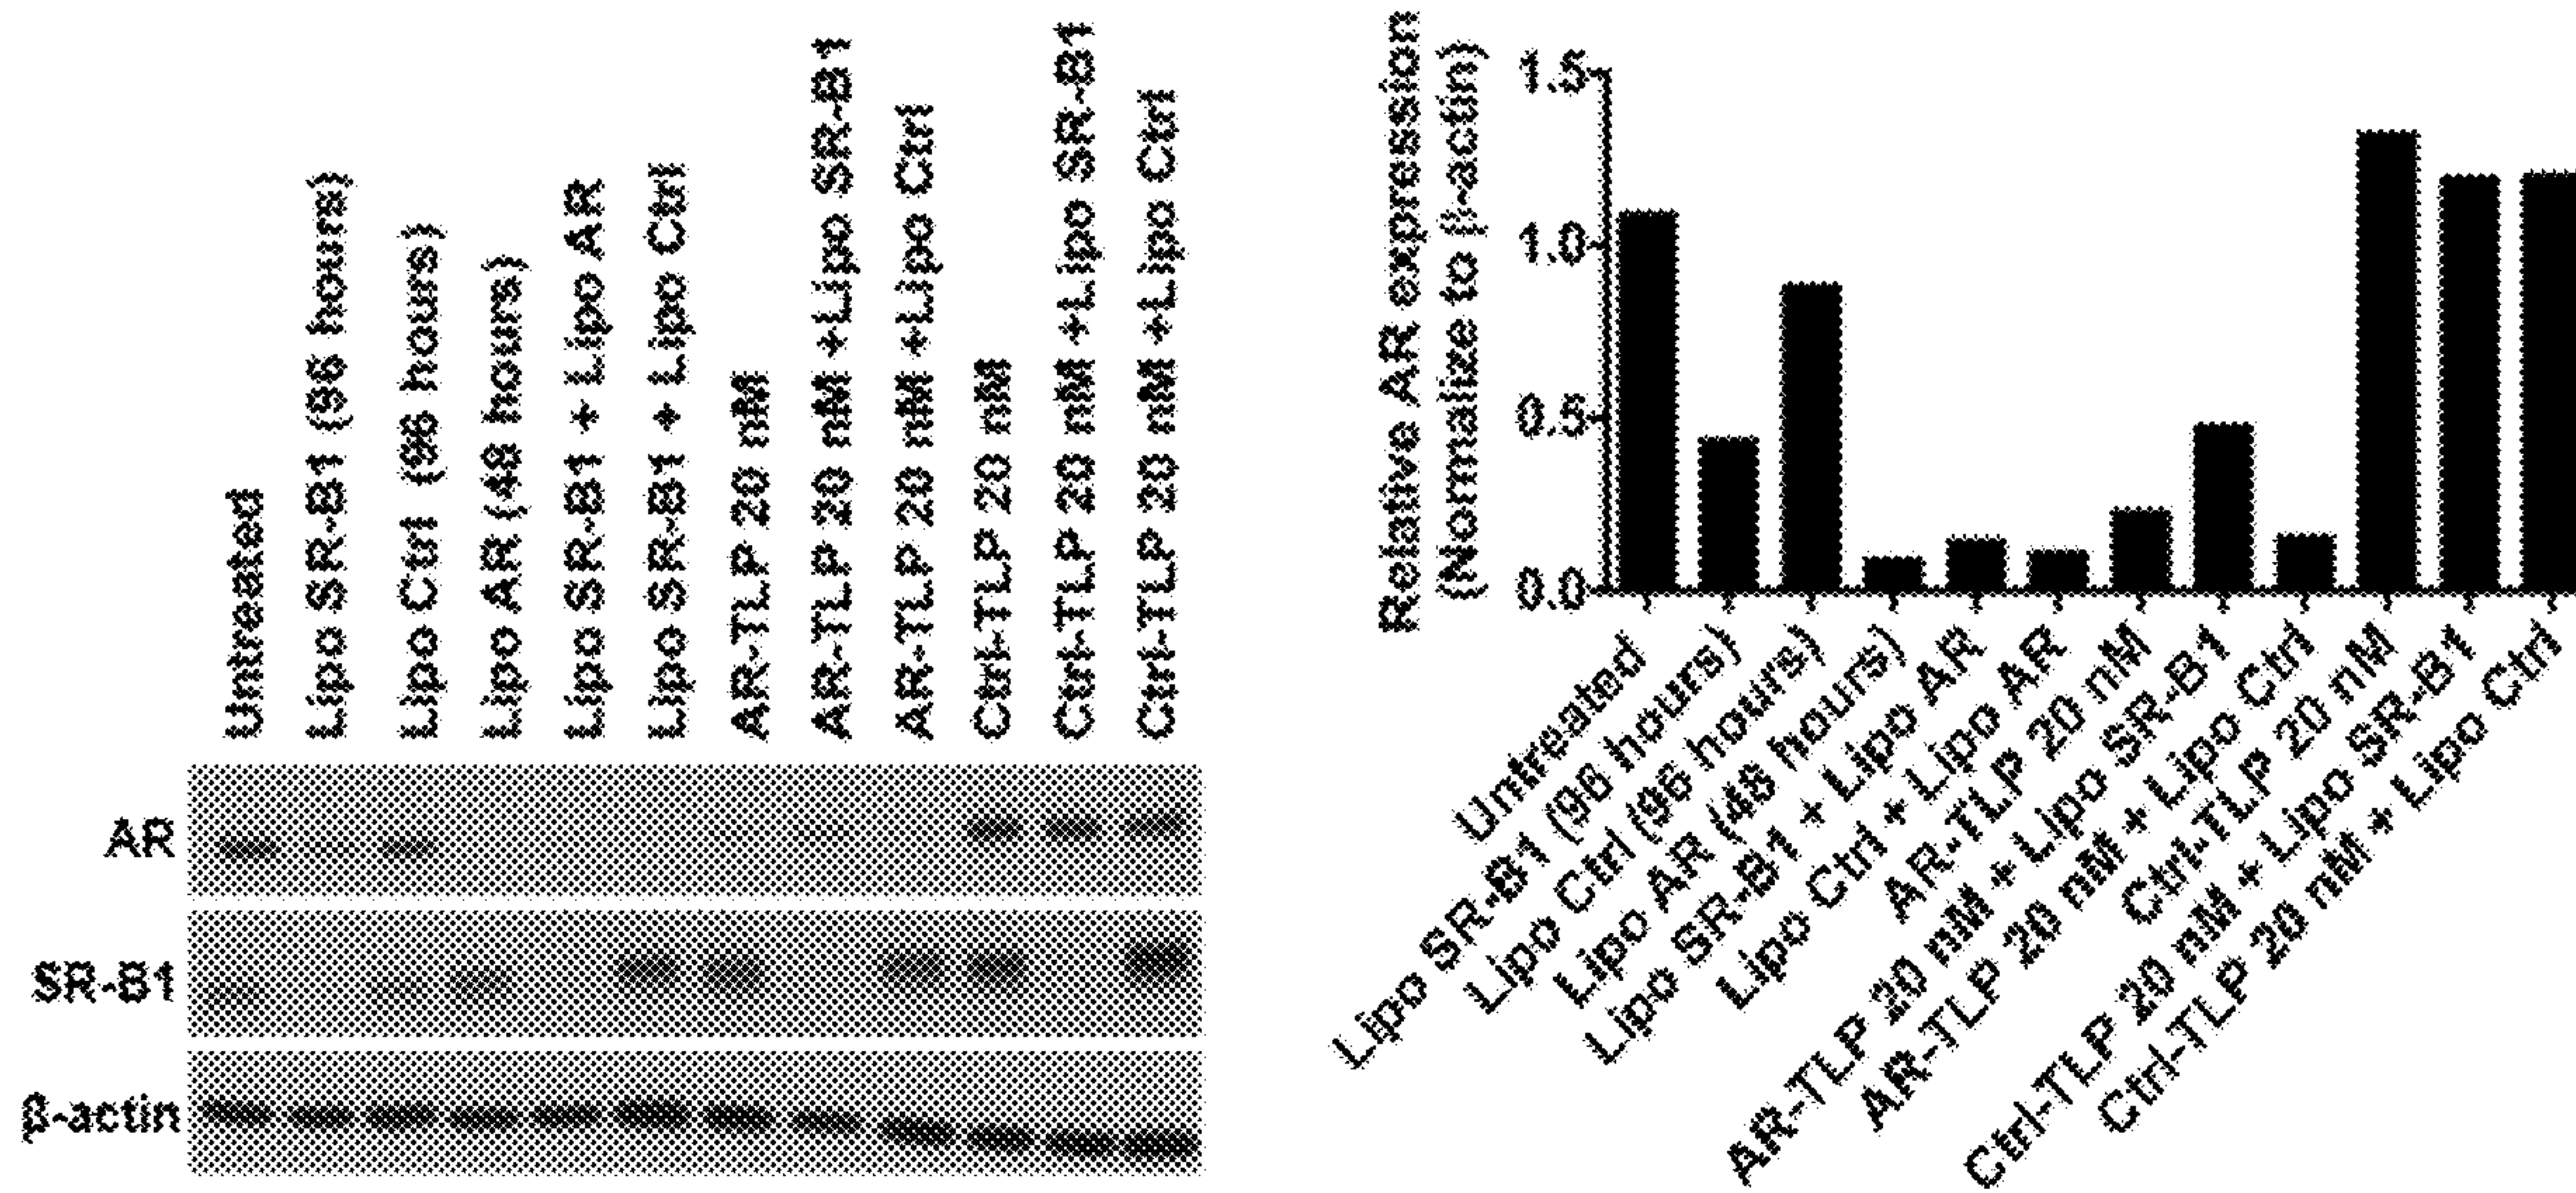 Untreated
Lipo SR-B1 (96 hours)
Lipo Ctrl (96 hours)
Lipo AR (48 hours)
Lipo SR-B1 + Lipo AR
Lipo SR-B1 + Lipo Ctrl
AR-TLP 20 nM
AR-TLP 20 nM +Lipo SR-B1
AR-TLP 20 nM +Lipo Ctrl
Ctrl-TLP 20 nM
Ctrl-TLP 20 nM +Lipo SR-B1
Ctrl-TLP 20 nM +Lipo Ctrl
AR
SR-B1
β-actin
Relative AR expression
(Normalize to β-actin)
1.5
1.0
0.5
0.0
Untreated
Lipo SR-B1 (96 hours)
Lipo Ctrl (96 hours)
Lipo AR (48 hours)
Lipo SR-B1 + Lipo AR
Lipo Ctrl + Lipo AR
AR-TLP 20 nM
AR-TLP 20 nM + Lipo SR-B1
AR-TLP 20 nM + Lipo Ctrl
Ctrl-TLP 20 nM
Ctrl-TLP 20 nM + Lipo SR-B1
Ctrl-TLP 20 nM + Lipo Ctrl